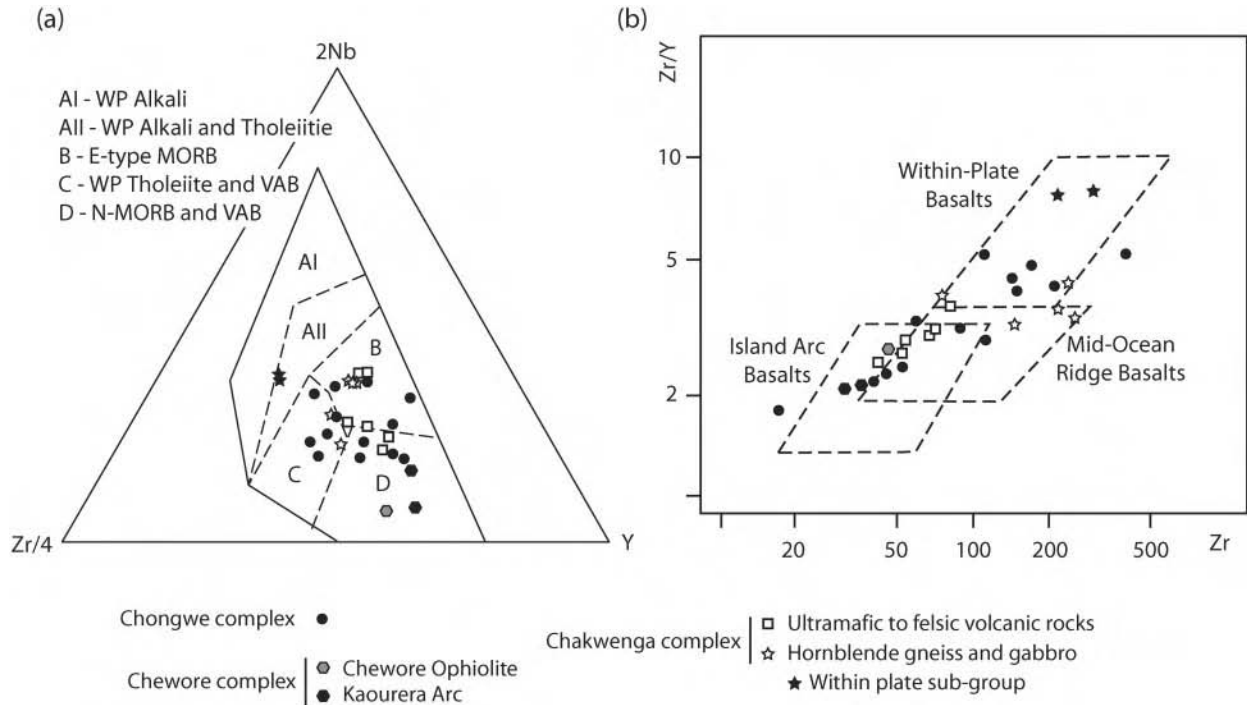 (a)
2Nb
AI - WP Alkali
AII - WP Alkali and Tholeiitie
B - E-type MORB
C - WP Tholeiite and VAB
D - N-MORB and VAB
AI
AII
B
C
D
Zr/4
Y
(b)
Zr/Y
10
5
2
Within-Plate
Basalts
Island Arc
Basalts
Mid-Ocean
Ridge Basalts
20
50
100
200
500
Zr
Chongwe complex
Chewore complex
Chewore Ophiolite
Kaourera Arc
Chakwenga complex
Ultramafic to felsic volcanic rocks
Hornblende gneiss and gabbro
Within plate sub-group